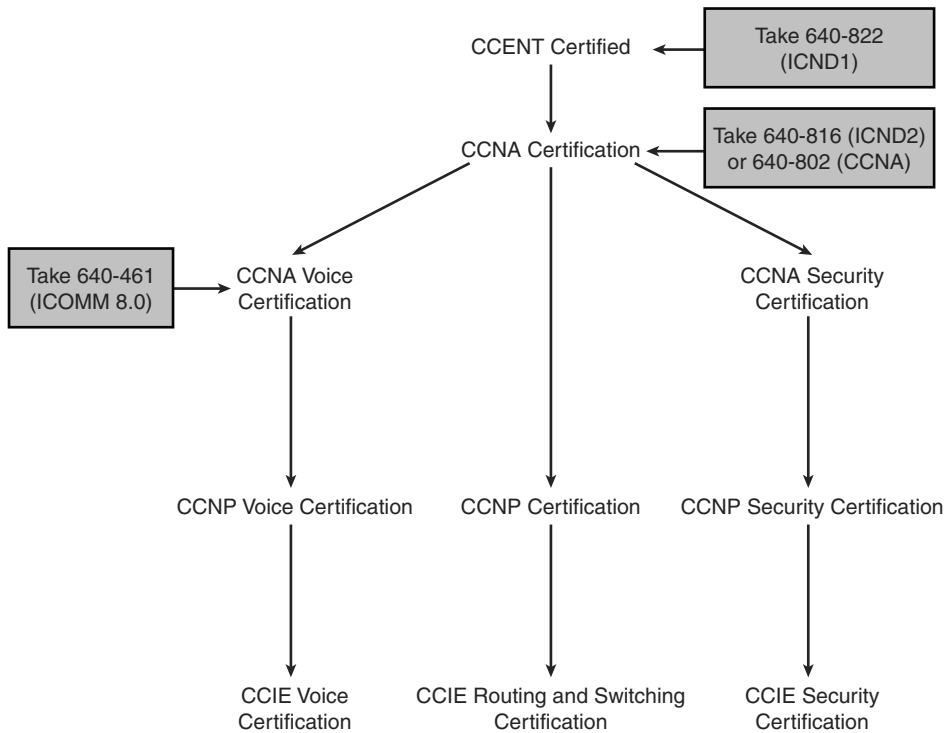 CCENT Certified
Take 640-822
(ICND1)
CCNA Certification
Take 640-816 (ICND2)
or 640-802 (CCNA)
Take 640-461
(ICOMM 8.0)
CCNA Voice
Certification
CCNA Security
Certification
CCNP Voice Certification
CCNP Certification
CCNP Security Certification
CCIE Voice
Certification
CCIE Routing and Switching
Certification
CCIE Security
Certification